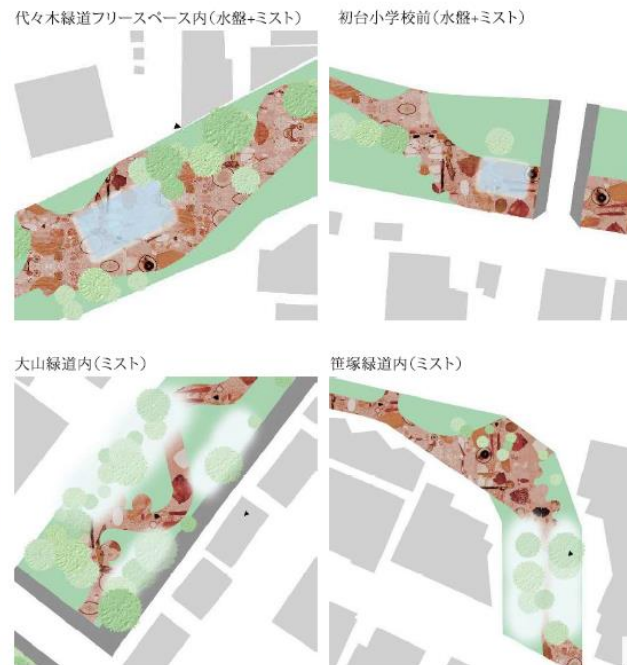 代々木緑道フリースペース内（水盤+ミスト）
初台小学校前（水盤+ミスト）
大山緑道内（ミスト）
笹塚緑道内（ミスト）